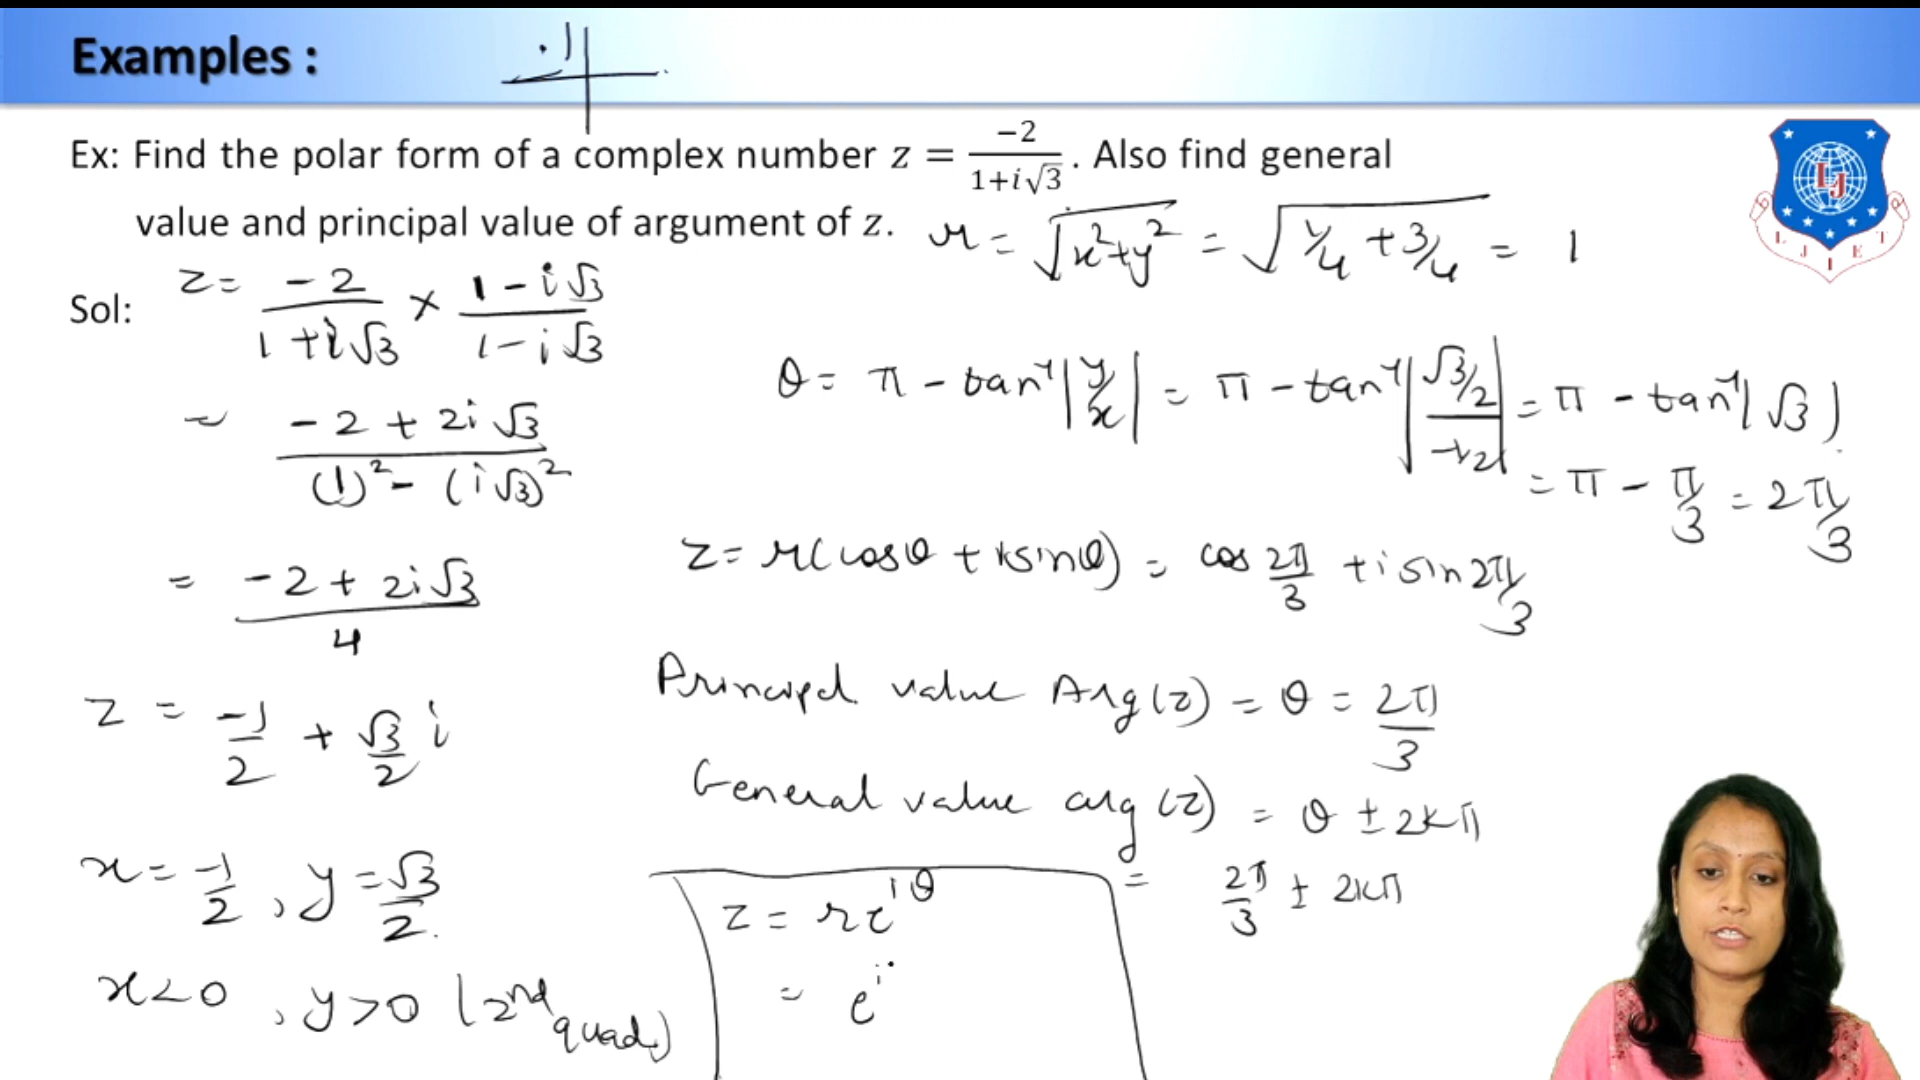 Examples :
Ex: Find the polar form of a complex number z = -2/(1+i√3) . Also find general
value and principal value of argument of z.
r = √(x²+y²) = √(1/4 + 3/4) = 1
Sol: z = -2/(1+i√3) × (1-i√3)/(1-i√3)
= (-2 + 2i√3)/((1)² - (i√3)²)
= (-2 + 2i√3)/4
z = -1/2 + √3/2 i
x = -1/2 , y = √3/2.
x<0 , y>0 (2nd quad.)
θ = π - tan⁻¹|y/x| = π - tan⁻¹|(√3/2)/(-1/2)| = π - tan⁻¹(√3)
= π - π/3 = 2π/3
z = r(cosθ + isinθ) = cos 2π/3 + i sin 2π/3
Principal value Arg(z) = θ = 2π/3
General value arg(z) = θ ± 2kπ
= 2π/3 ± 2kπ
z = re^iθ
= e^i
LJIET